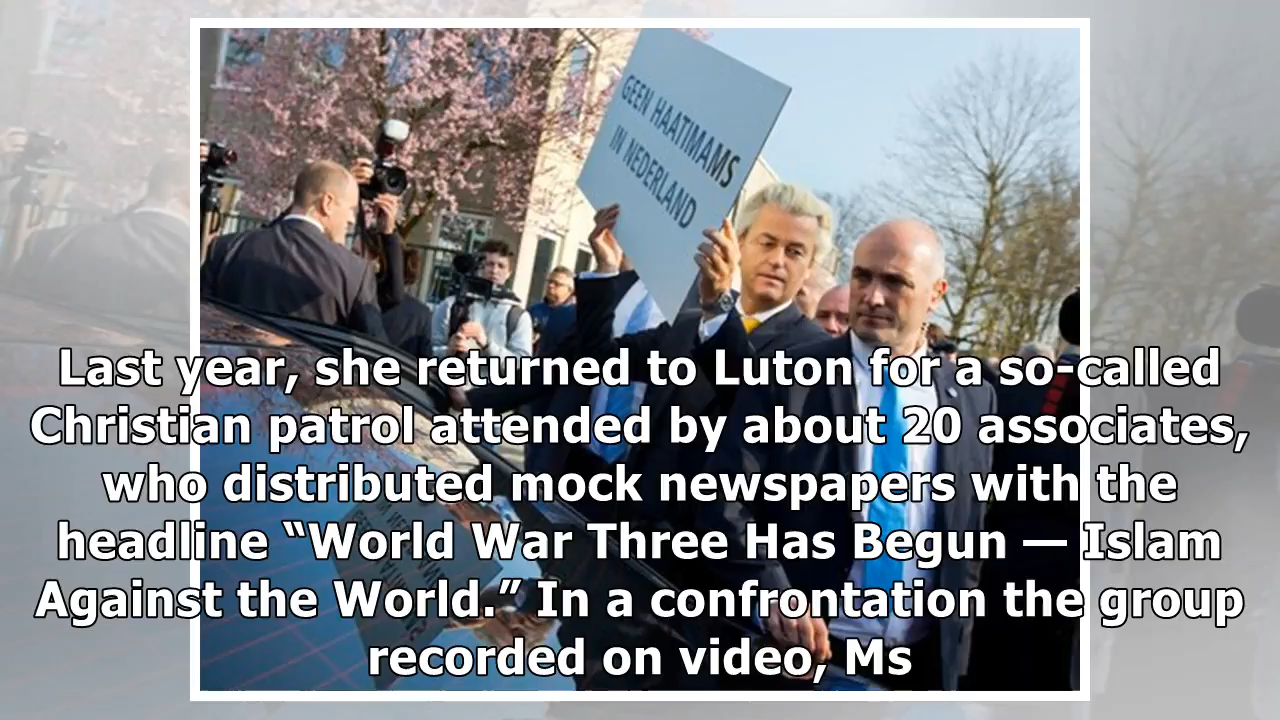 GEEN HAATIMAMS
IN NEDERLAND
Last year, she returned to Luton for a so-called
Christian patrol attended by about 20 associates,
who distributed mock newspapers with the
headline “World War Three Has Begun — Islam
Against the World.” In a confrontation the group
recorded on video, Ms